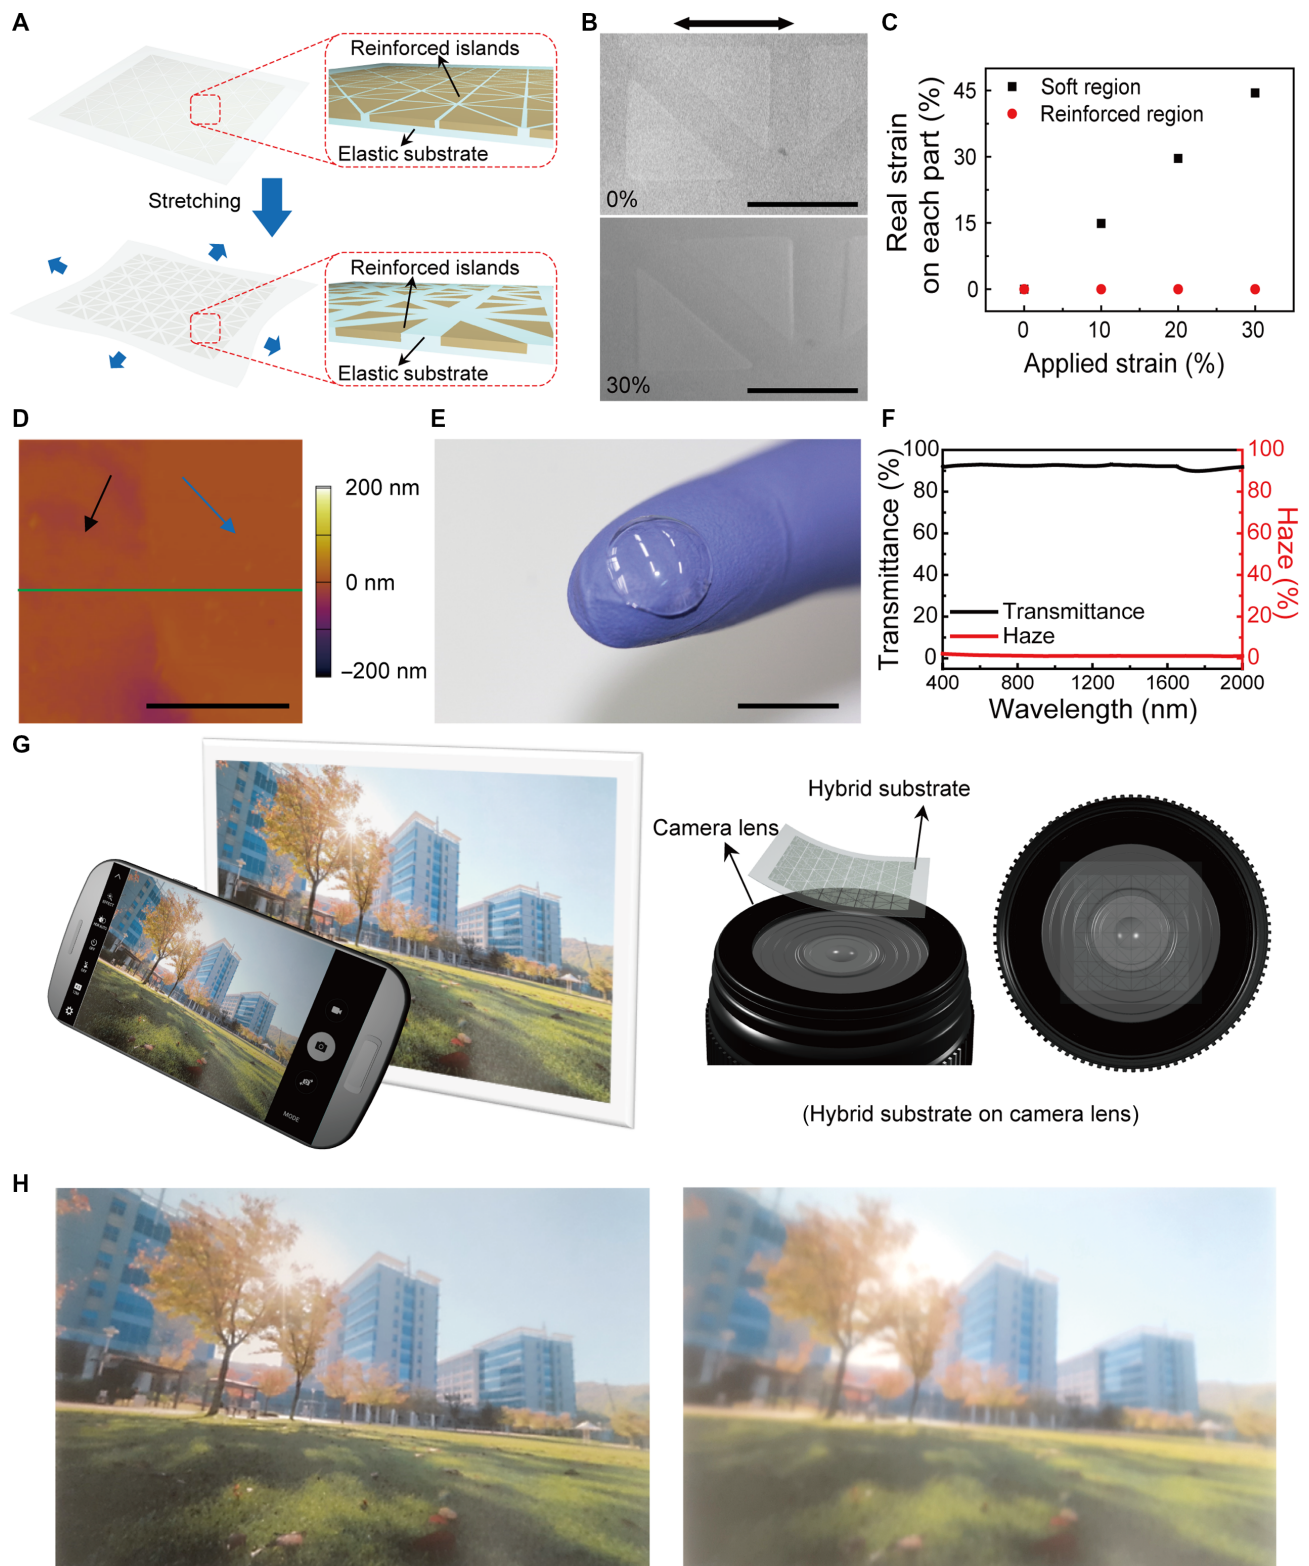 A
Reinforced islands
Elastic substrate
Stretching
Reinforced islands
Elastic substrate
B
0%
30%
C
Real strain
on each part (%)
45
30
15
0
Soft region
Reinforced region
0 10 20 30
Applied strain (%)
D
200 nm
0 nm
−200 nm
E
F
Transmittance (%)
100
80
60
40
20
0
Transmittance
Haze
100
80
60
40
20
0
Haze (%)
400 800 1200 1600 2000
Wavelength (nm)
G
MODE
Camera lens
Hybrid substrate
(Hybrid substrate on camera lens)
H